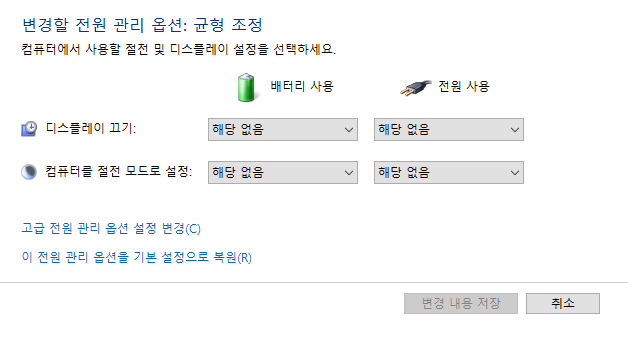 변경할 전원 관리 옵션: 균형 조정
컴퓨터에서 사용할 절전 및 디스플레이 설정을 선택하세요.
배터리 사용 전원 사용
디스플레이 끄기: 해당 없음 해당 없음
컴퓨터를 절전 모드로 설정: 해당 없음 해당 없음
고급 전원 관리 옵션 설정 변경(C)
이 전원 관리 옵션을 기본 설정으로 복원(R)
변경 내용 저장 취소